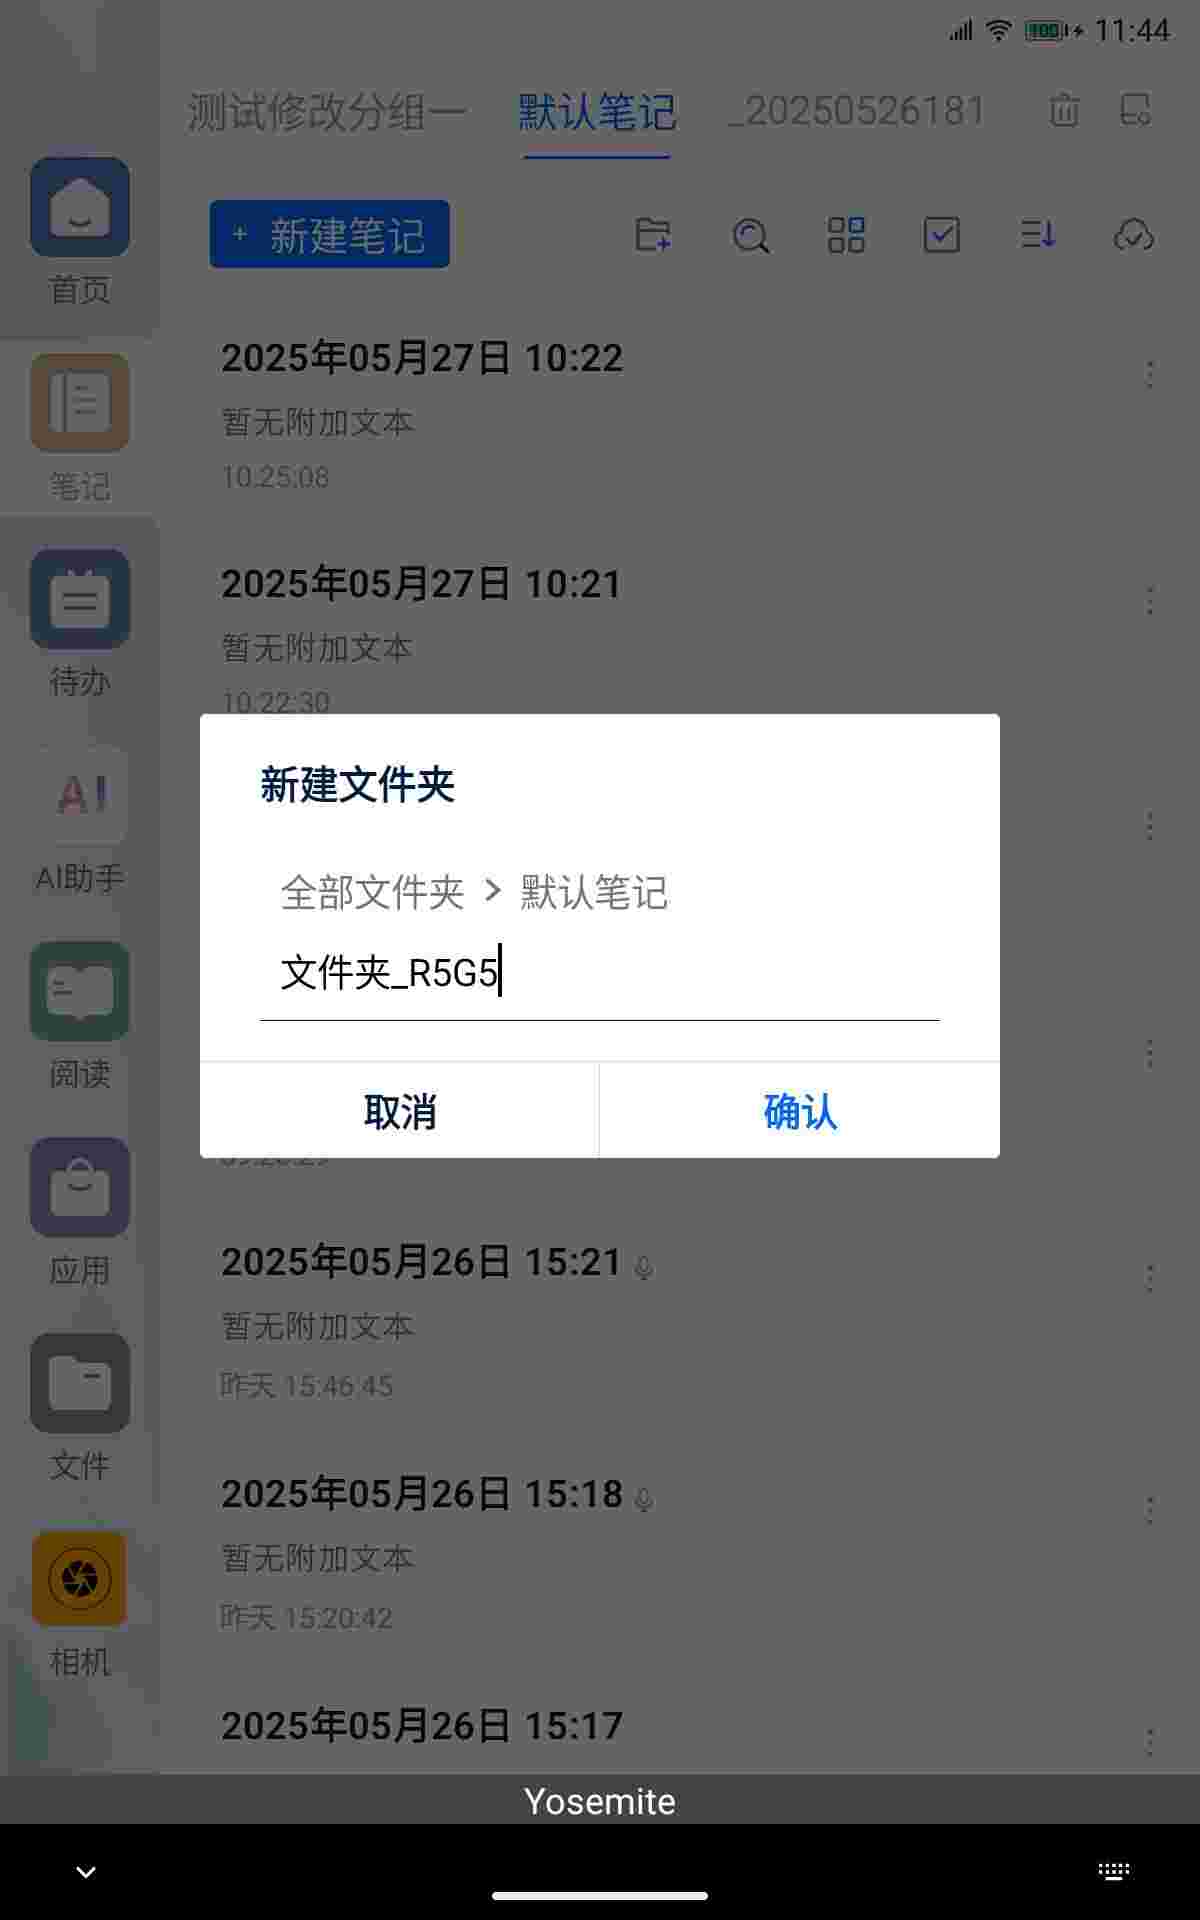 100 11:44
测试修改分组一 默认笔记 _20250526181
+ 新建笔记
首页
笔记
待办
AI
AI助手
阅读
应用
文件
相机
2025年05月27日 10:22
暂无附加文本
10:25:08
2025年05月27日 10:21
暂无附加文本
10:22:30
新建文件夹
全部文件夹 > 默认笔记
文件夹_R5G5
取消 确认
2025年05月26日 15:21
暂无附加文本
昨天 15:46:45
2025年05月26日 15:18
暂无附加文本
昨天 15:20:42
2025年05月26日 15:17
Yosemite